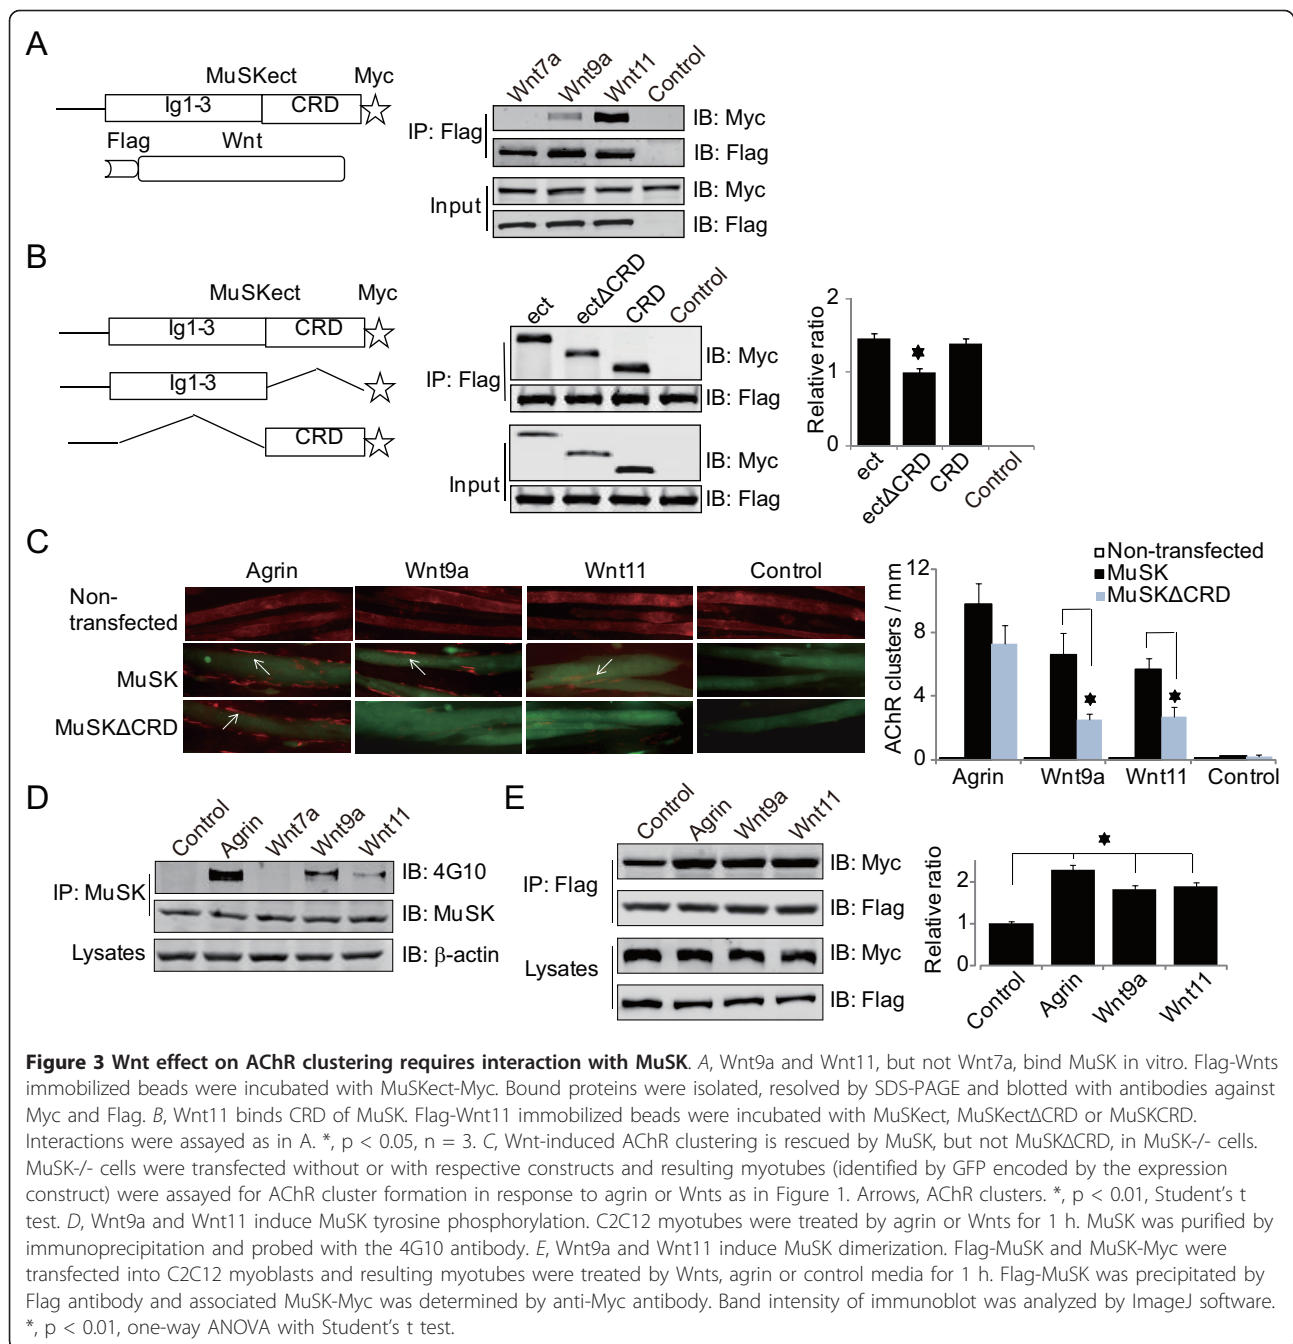 A
MuSKect Myc
Ig1-3 CRD
Flag Wnt
Wnt7a Wnt9a Wnt11 Control
IP: Flag
IB: Myc
IB: Flag
Input
IB: Myc
IB: Flag
B
MuSKect Myc
Ig1-3 CRD
Ig1-3
CRD
ect ectΔCRD CRD Control
IP: Flag
IB: Myc
IB: Flag
Input
IB: Myc
IB: Flag
Relative ratio
2
1
0
ect ectΔCRD CRD Control
C
Agrin Wnt9a Wnt11 Control
Non-
transfected
MuSK
MuSKΔCRD
Non-transfected
MuSK
MuSKΔCRD
AChR clusters / mm
12
8
4
0
Agrin Wnt9a Wnt11 Control
D
Control Agrin Wnt7a Wnt9a Wnt11
IP: MuSK
IB: 4G10
IB: MuSK
Lysates
IB: β-actin
E
Control Agrin Wnt9a Wnt11
IP: Flag
IB: Myc
IB: Flag
Lysates
IB: Myc
IB: Flag
Relative ratio
2
1
0
Control Agrin Wnt9a Wnt11
Figure 3 Wnt effect on AChR clustering requires interaction with MuSK. A, Wnt9a and Wnt11, but not Wnt7a, bind MuSK in vitro. Flag-Wnts
immobilized beads were incubated with MuSKect-Myc. Bound proteins were isolated, resolved by SDS-PAGE and blotted with antibodies against
Myc and Flag. B, Wnt11 binds CRD of MuSK. Flag-Wnt11 immobilized beads were incubated with MuSKect, MuSKectΔCRD or MuSKCRD.
Interactions were assayed as in A. *, p < 0.05, n = 3. C, Wnt-induced AChR clustering is rescued by MuSK, but not MuSKΔCRD, in MuSK-/- cells.
MuSK-/- cells were transfected without or with respective constructs and resulting myotubes (identified by GFP encoded by the expression
construct) were assayed for AChR cluster formation in response to agrin or Wnts as in Figure 1. Arrows, AChR clusters. *, p < 0.01, Student's t
test. D, Wnt9a and Wnt11 induce MuSK tyrosine phosphorylation. C2C12 myotubes were treated by agrin or Wnts for 1 h. MuSK was purified by
immunoprecipitation and probed with the 4G10 antibody. E, Wnt9a and Wnt11 induce MuSK dimerization. Flag-MuSK and MuSK-Myc were
transfected into C2C12 myoblasts and resulting myotubes were treated by Wnts, agrin or control media for 1 h. Flag-MuSK was precipitated by
Flag antibody and associated MuSK-Myc was determined by anti-Myc antibody. Band intensity of immunoblot was analyzed by ImageJ software.
*, p < 0.01, one-way ANOVA with Student's t test.